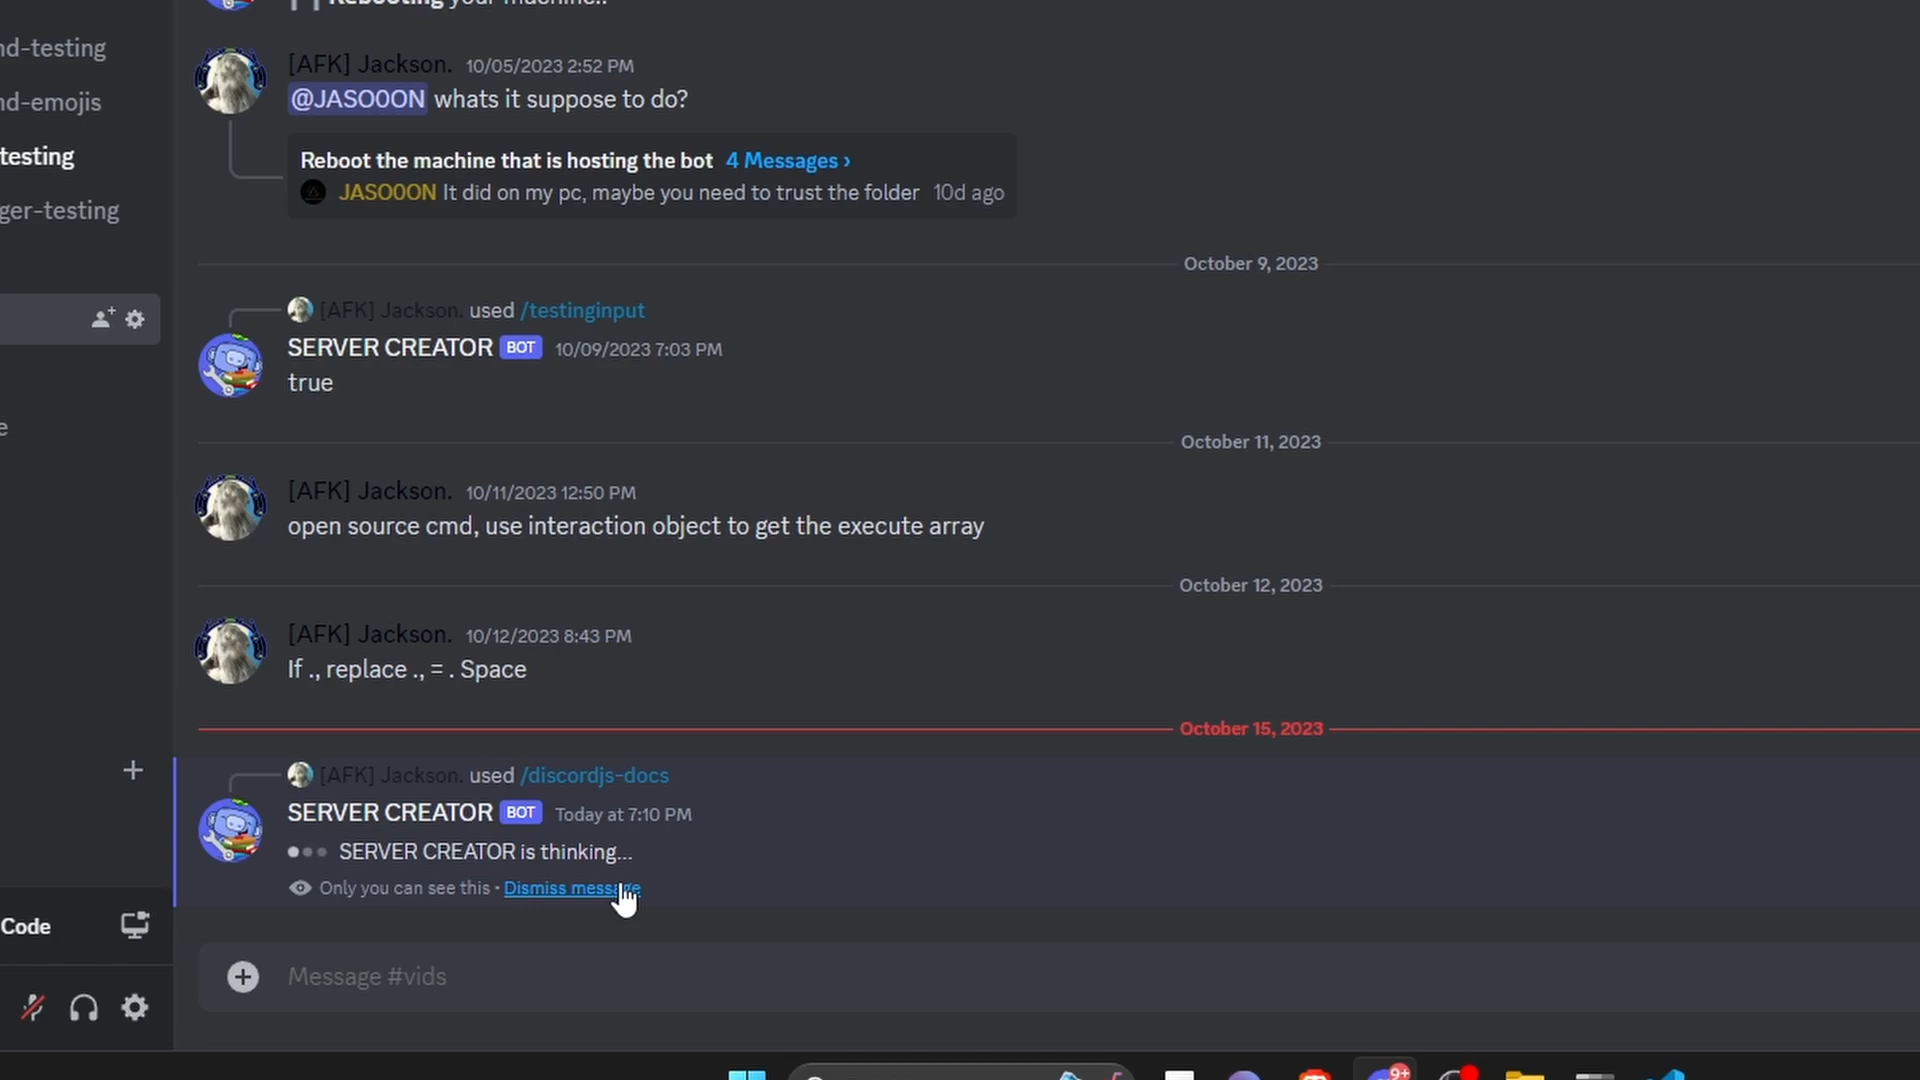 Rebooting your machine..
nd-testing
nd-emojis
testing
ger-testing
e
Code
[AFK] Jackson. 10/05/2023 2:52 PM
@JASO0ON whats it suppose to do?
Reboot the machine that is hosting the bot 4 Messages ›
JASO0ON It did on my pc, maybe you need to trust the folder 10d ago
October 9, 2023
[AFK] Jackson. used /testinginput
SERVER CREATOR BOT 10/09/2023 7:03 PM
true
October 11, 2023
[AFK] Jackson. 10/11/2023 12:50 PM
open source cmd, use interaction object to get the execute array
October 12, 2023
[AFK] Jackson. 10/12/2023 8:43 PM
If ., replace ., = . Space
October 15, 2023
[AFK] Jackson. used /discordjs-docs
SERVER CREATOR BOT Today at 7:10 PM
SERVER CREATOR is thinking...
Only you can see this • Dismiss message
Message #vids
9+